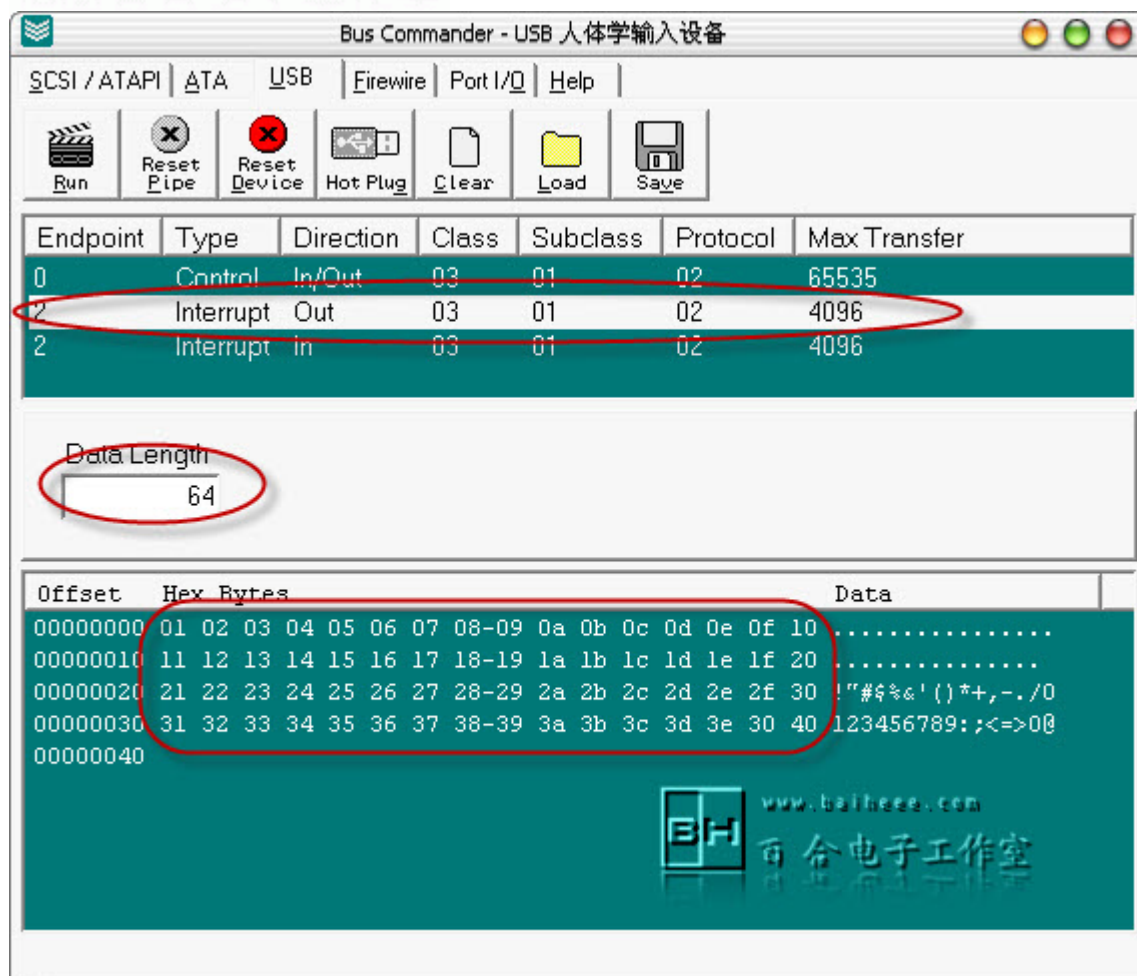 Bus Commander - USB 人体学输入设备
SCSI / ATAPI ATA USB Firewire Port I/O Help
Run Reset Pipe Reset Device Hot Plug Clear Load Save
Endpoint Type Direction Class Subclass Protocol Max Transfer
0 Control In/Out 03 01 02 65535
2 Interrupt Out 03 01 02 4096
2 Interrupt In 03 01 02 4096
Data Length
64
Offset Hex Bytes Data
00000000 01 02 03 04 05 06 07 08-09 0a 0b 0c 0d 0e 0f 10 ................
00000010 11 12 13 14 15 16 17 18-19 1a 1b 1c 1d 1e 1f 20 ...............
00000020 21 22 23 24 25 26 27 28-29 2a 2b 2c 2d 2e 2f 30 !"#$%&'()*+,-./0
00000030 31 32 33 34 35 36 37 38-39 3a 3b 3c 3d 3e 30 40 123456789:;<=>0@
00000040
www.baiheee.com
BH 百合电子工作室